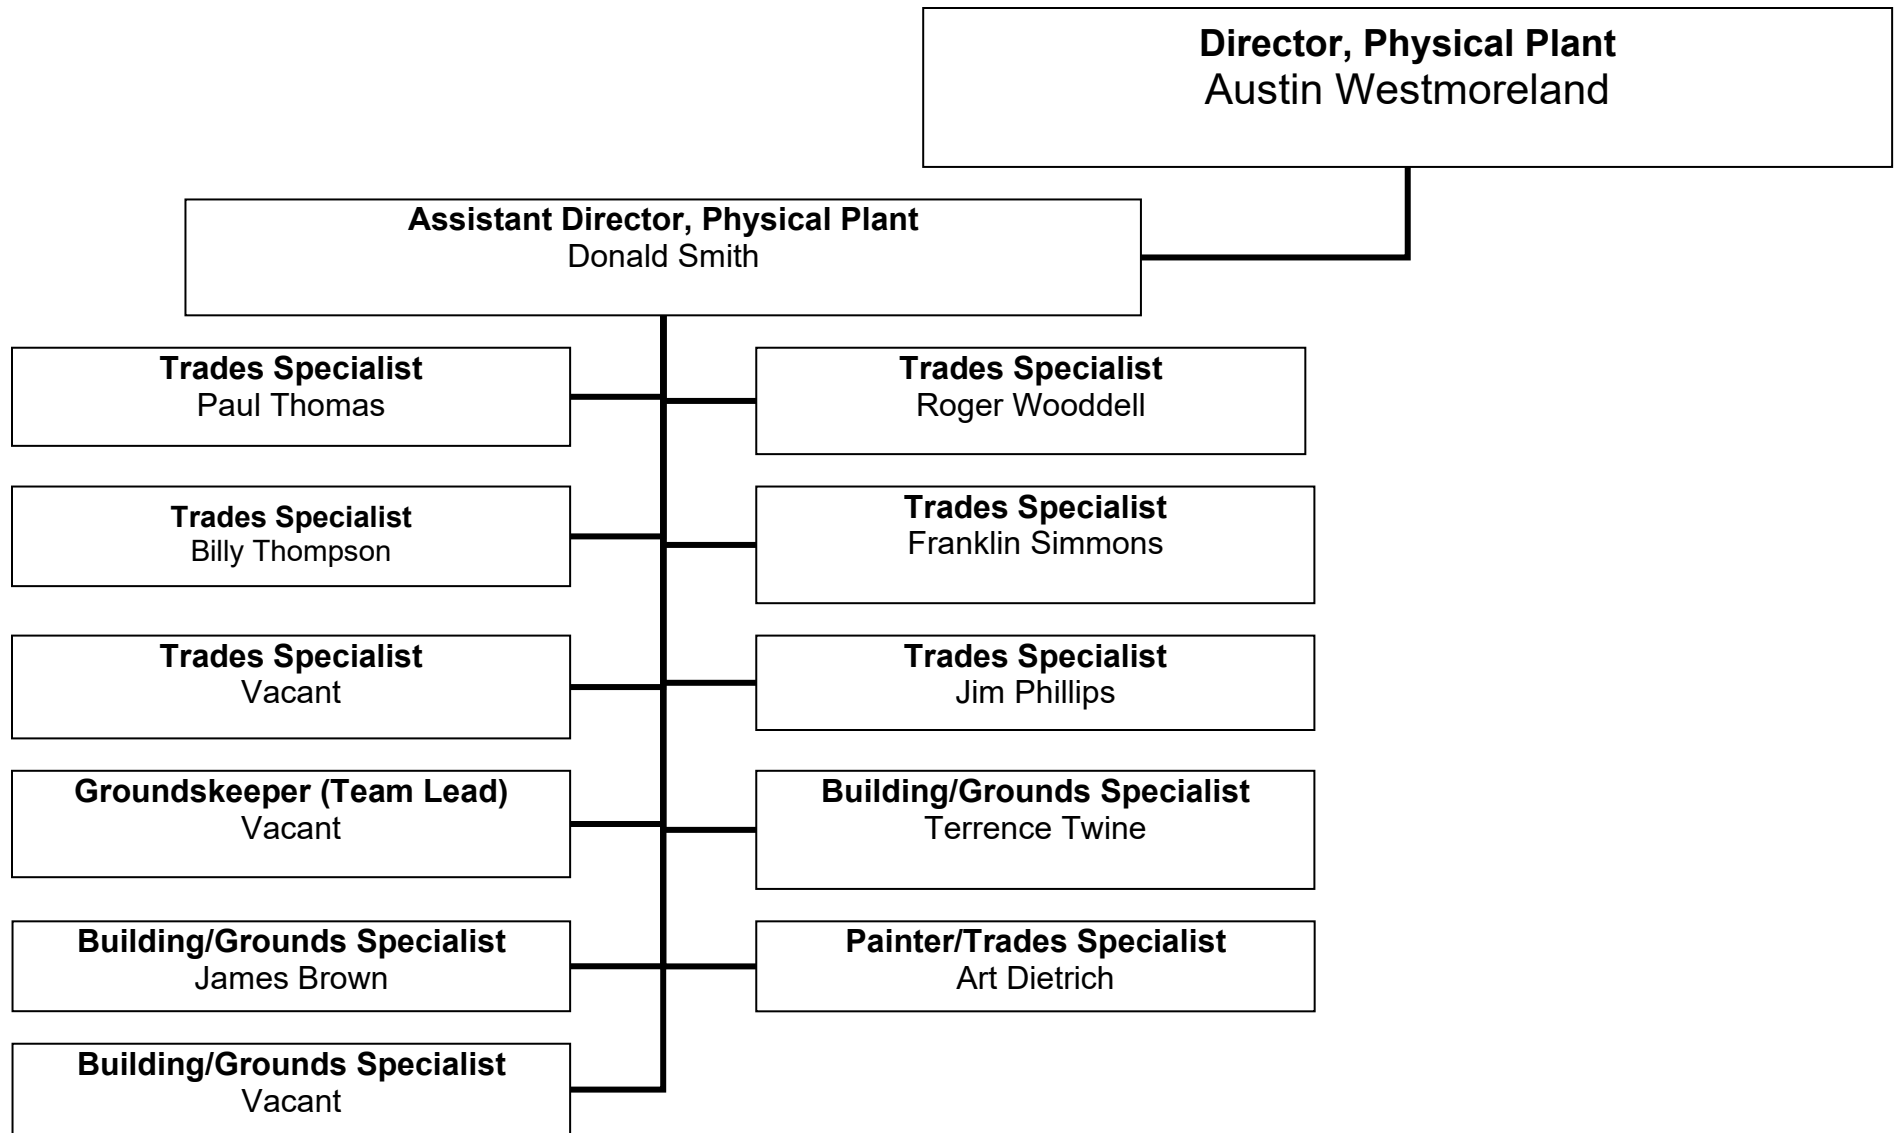 Director, Physical Plant
Austin Westmoreland
Assistant Director, Physical Plant
Donald Smith
Trades Specialist
Paul Thomas
Trades Specialist
Roger Wooddell
Trades Specialist
Billy Thompson
Trades Specialist
Franklin Simmons
Trades Specialist
Vacant
Trades Specialist
Jim Phillips
Groundskeeper (Team Lead)
Vacant
Building/Grounds Specialist
Terrence Twine
Building/Grounds Specialist
James Brown
Painter/Trades Specialist
Art Dietrich
Building/Grounds Specialist
Vacant